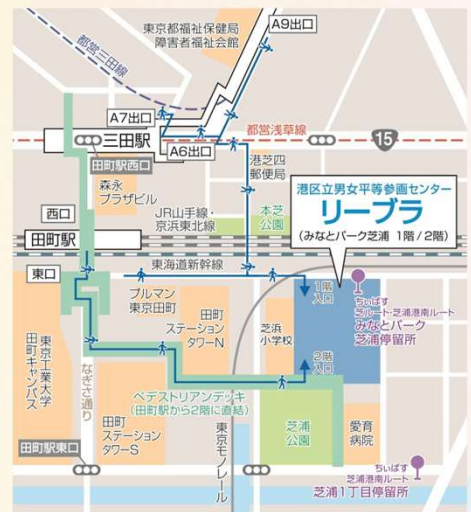 東京都福祉保健局
障害者福祉会館
A9出口
都営三田線
A7出口
三田駅
都営浅草線
15
A6出口
田町駅西口
港芝四
郵便局
森永
プラザビル
港区立男女平等参画センター
リーブラ
(みなとパーク芝浦 1階/2階)
西口
JR山手線・
京浜東北線
本芝
公園
田町駅
東口
東海道新幹線
1階
入口
ちぃばす
芝ルート・芝浦港南ルート
みなとパーク
芝浦停留所
プルマン
東京田町
田町
ステーション
タワーN
芝浜
小学校
2階
入口
東京工業大学
田町キャンパス
なぎさ通り
ペデストリアンデッキ
(田町駅から2階に直結)
田町
ステーション
タワーS
東京モノレール
芝浦
公園
愛育
病院
田町駅東口
ちぃばす
芝浦港南ルート
芝浦1丁目停留所